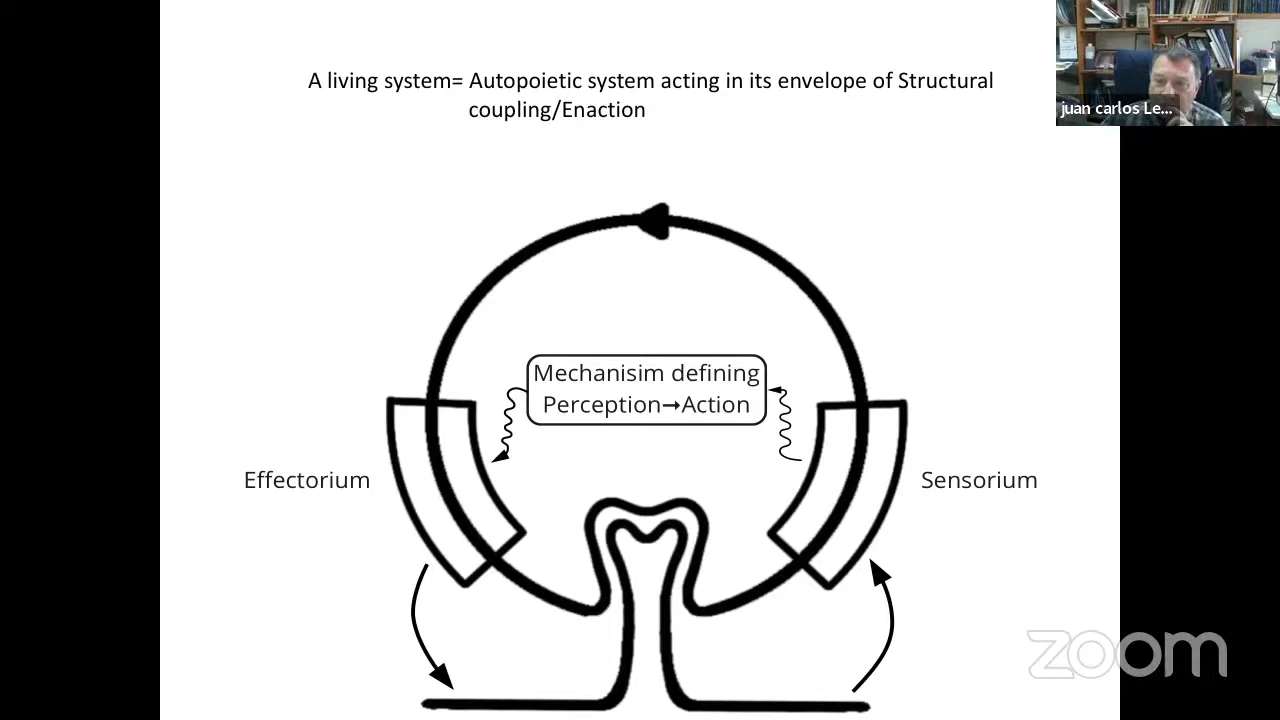 A living system= Autopoietic system acting in its envelope of Structural
coupling/Enaction
juan carlos Le...
Mechanisim defining
Perception→Action
Effectorium
Sensorium
zoom